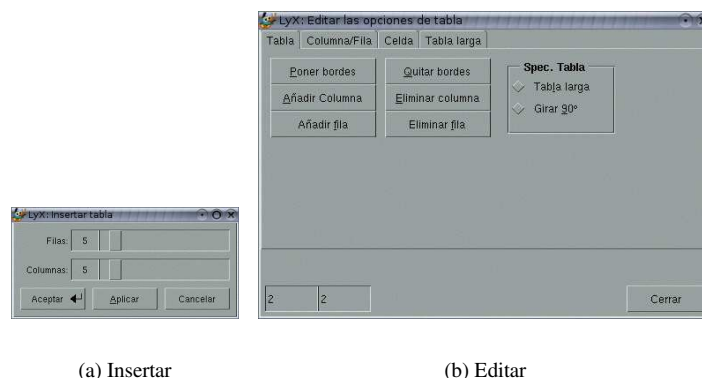 LyX: Editar las opciones de tabla
Tabla Columna/Fila Celda Tabla larga
Poner bordes Quitar bordes
Añadir Columna Eliminar columna
Añadir fila Eliminar fila
Spec. Tabla
Tabla larga
Girar 90º
2 2 Cerrar
LyX: Insertar tabla
Filas: 5
Columnas: 5
Aceptar Aplicar Cancelar
(a) Insertar (b) Editar